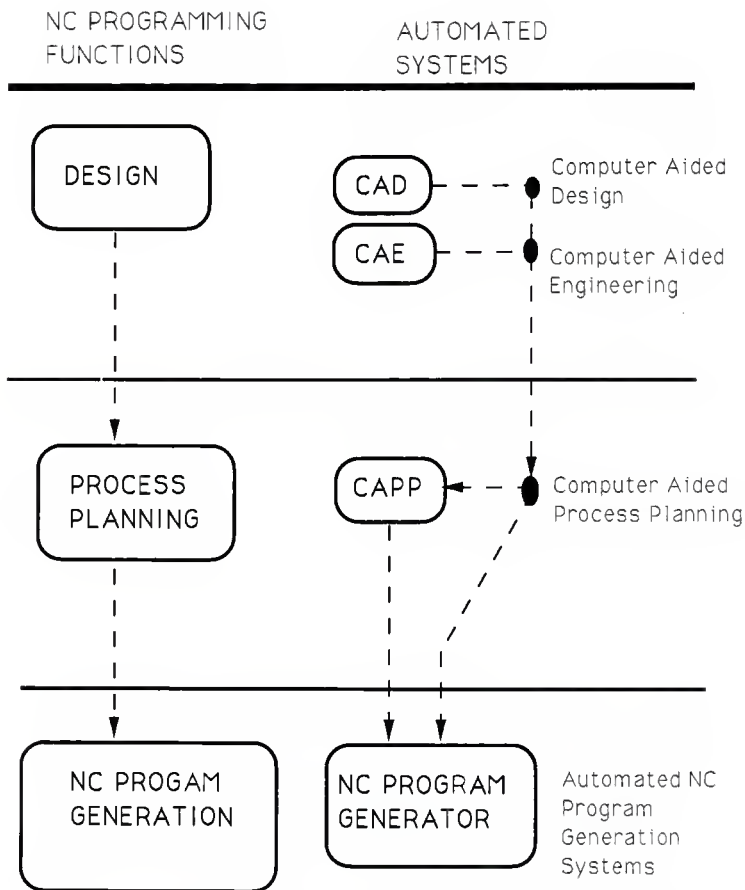 NC PROGRAMMING
FUNCTIONS
AUTOMATED
SYSTEMS
DESIGN
CAD
Computer Aided
Design
CAE
Computer Aided
Engineering
PROCESS
PLANNING
CAPP
Computer Aided
Process Planning
NC PROGAM
GENERATION
NC PROGRAM
GENERATOR
Automated NC
Program
Generation
Systems